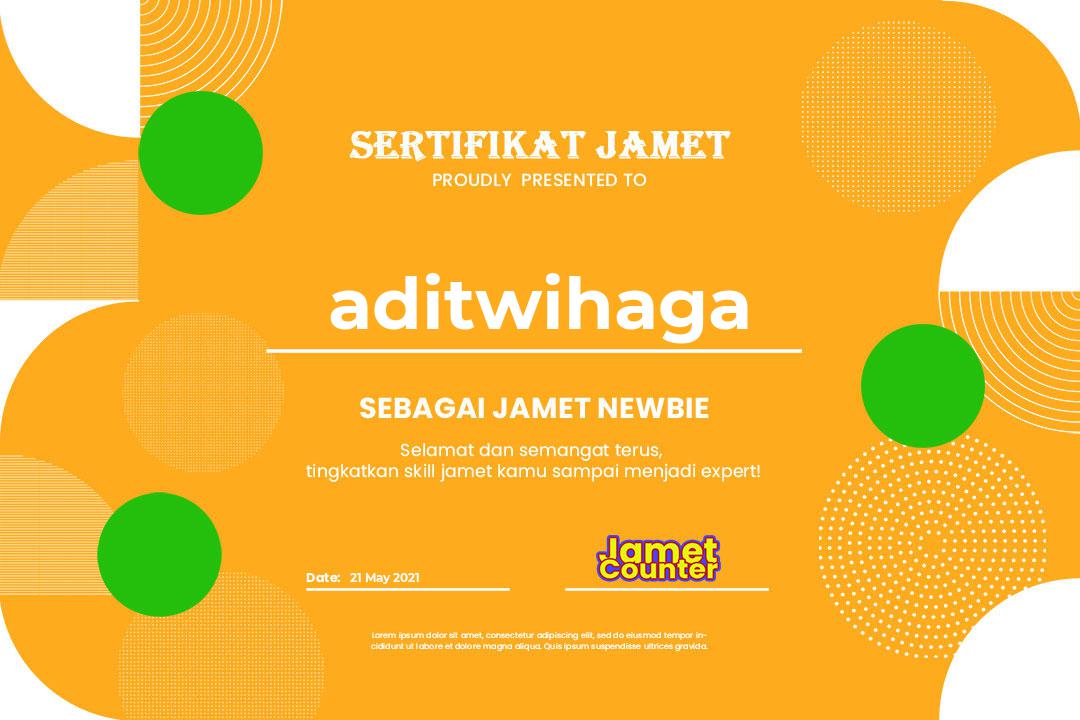 SERTIFIKAT JAMET
PROUDLY PRESENTED TO
aditwihaga
SEBAGAI JAMET NEWBIE
Selamat dan semangat terus,
tingkatkan skill jamet kamu sampai menjadi expert!
Jamet
Counter
Date: 21 May 2021
Lorem ipsum dolor sit amet, consectetur adipiscing elit, sed do eiusmod tempor in-
cididunt ut labore et dolore magna aliqua. Quis ipsum suspendisse ultrices gravida.